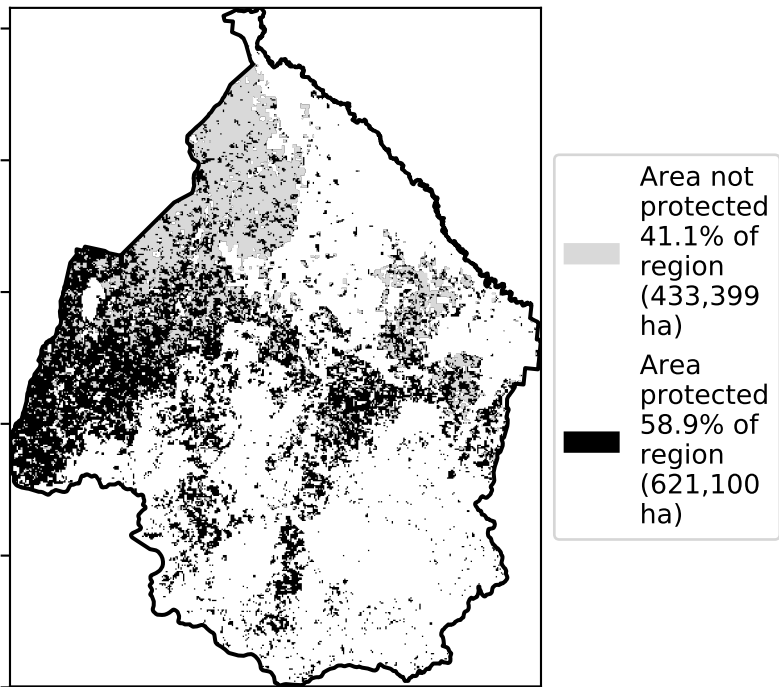 Area not
protected
41.1% of
region
(433,399
ha)
Area
protected
58.9% of
region
(621,100
ha)